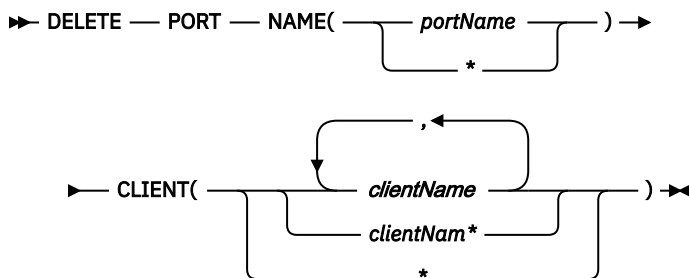 DELETE PORT NAME( portName )
*
,
CLIENT( clientName )
clientNam*
*